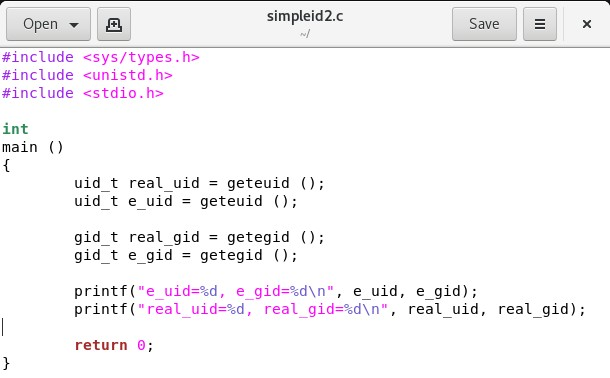 Open
simpleid2.c
~/
Save
#include <sys/types.h>
#include <unistd.h>
#include <stdio.h>
int
main ()
{
uid_t real_uid = geteuid ();
uid_t e_uid = geteuid ();
gid_t real_gid = getegid ();
gid_t e_gid = getegid ();
printf("e_uid=%d, e_gid=%d\n", e_uid, e_gid);
printf("real_uid=%d, real_gid=%d\n", real_uid, real_gid);
return 0;
}